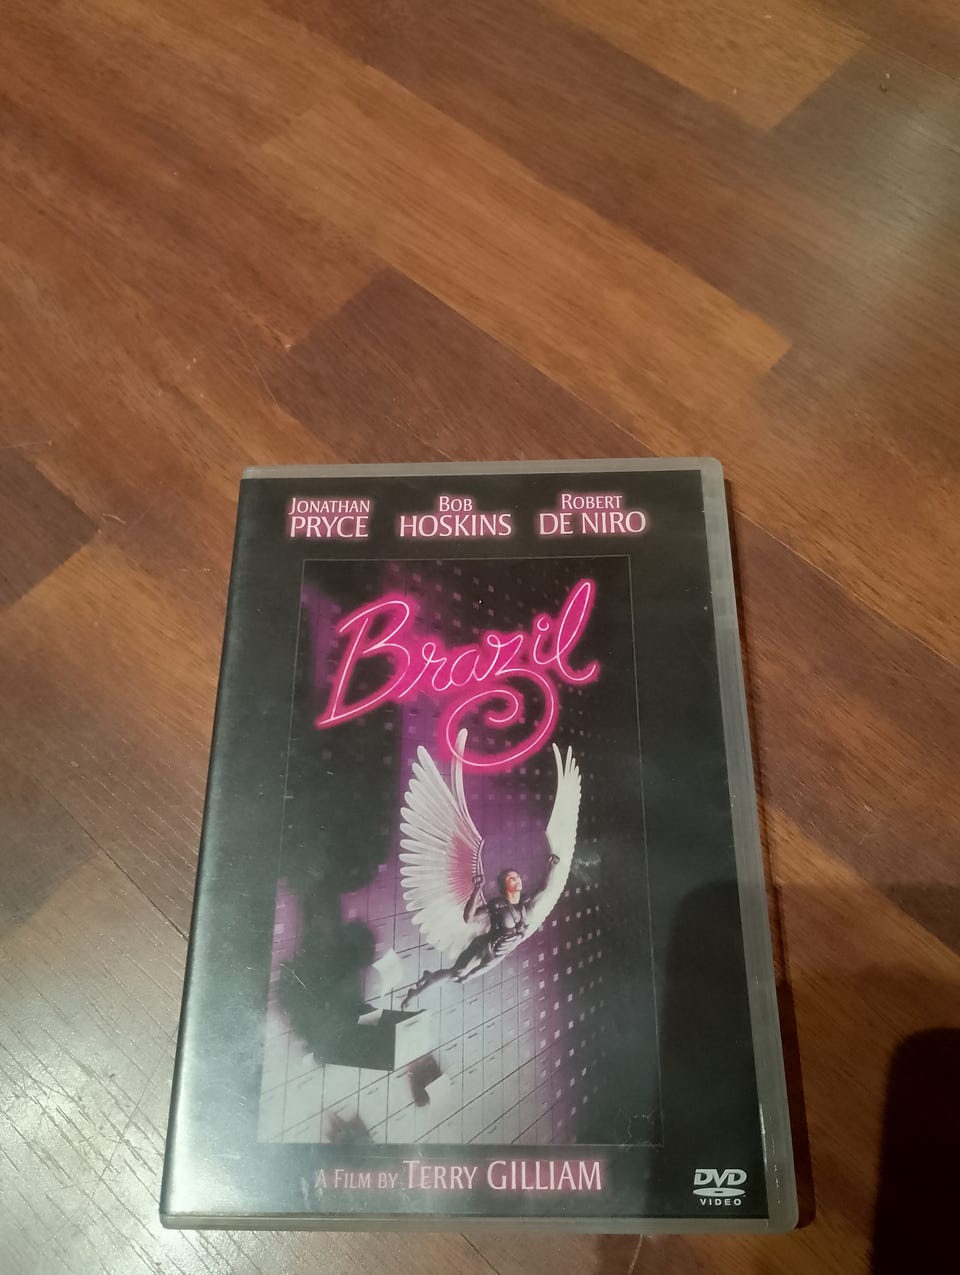 JONATHAN
PRYCE
BOB
HOSKINS
ROBERT
DE NIRO
Brazil
A FILM BY TERRY GILLIAM
DVD
VIDEO